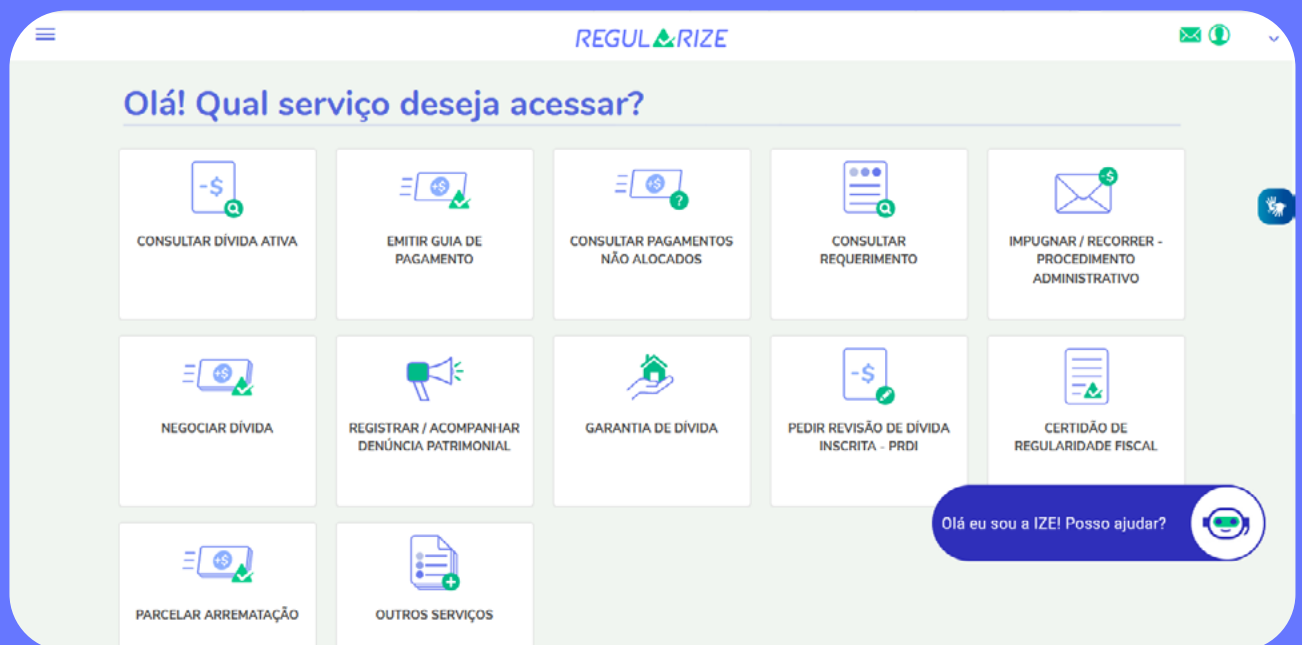 REGULARIZE
Olá! Qual serviço deseja acessar?
CONSULTAR DÍVIDA ATIVA
EMITIR GUIA DE
PAGAMENTO
CONSULTAR PAGAMENTOS
NÃO ALOCADOS
CONSULTAR
REQUERIMENTO
IMPUGNAR / RECORRER -
PROCEDIMENTO
ADMINISTRATIVO
NEGOCIAR DÍVIDA
REGISTRAR / ACOMPANHAR
DENÚNCIA PATRIMONIAL
GARANTIA DE DÍVIDA
PEDIR REVISÃO DE DÍVIDA
INSCRITA - PRDI
CERTIDÃO DE
REGULARIDADE FISCAL
Olá eu sou a IZE! Posso ajudar?
PARCELAR ARREMATAÇÃO
OUTROS SERVIÇOS